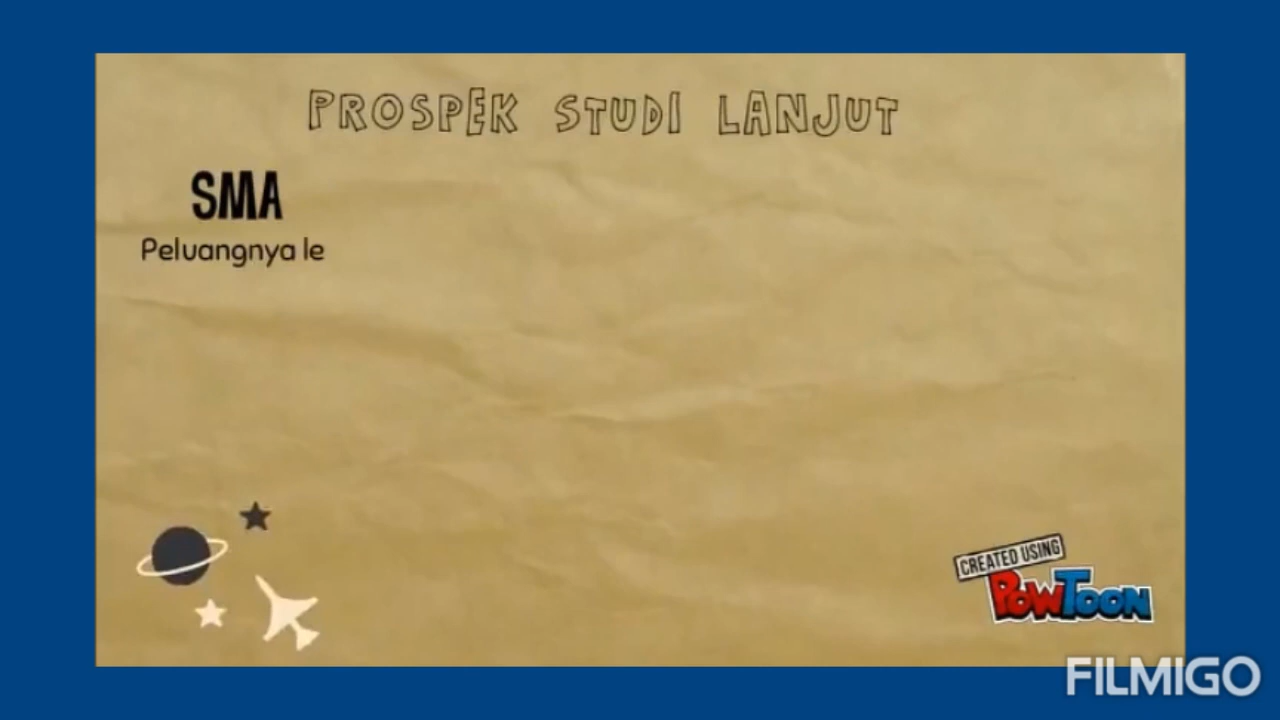 PROSPEK STUDI LANJUT
SMA
Peluangnya le
CREATED USING
POWTOON
FILMIGO